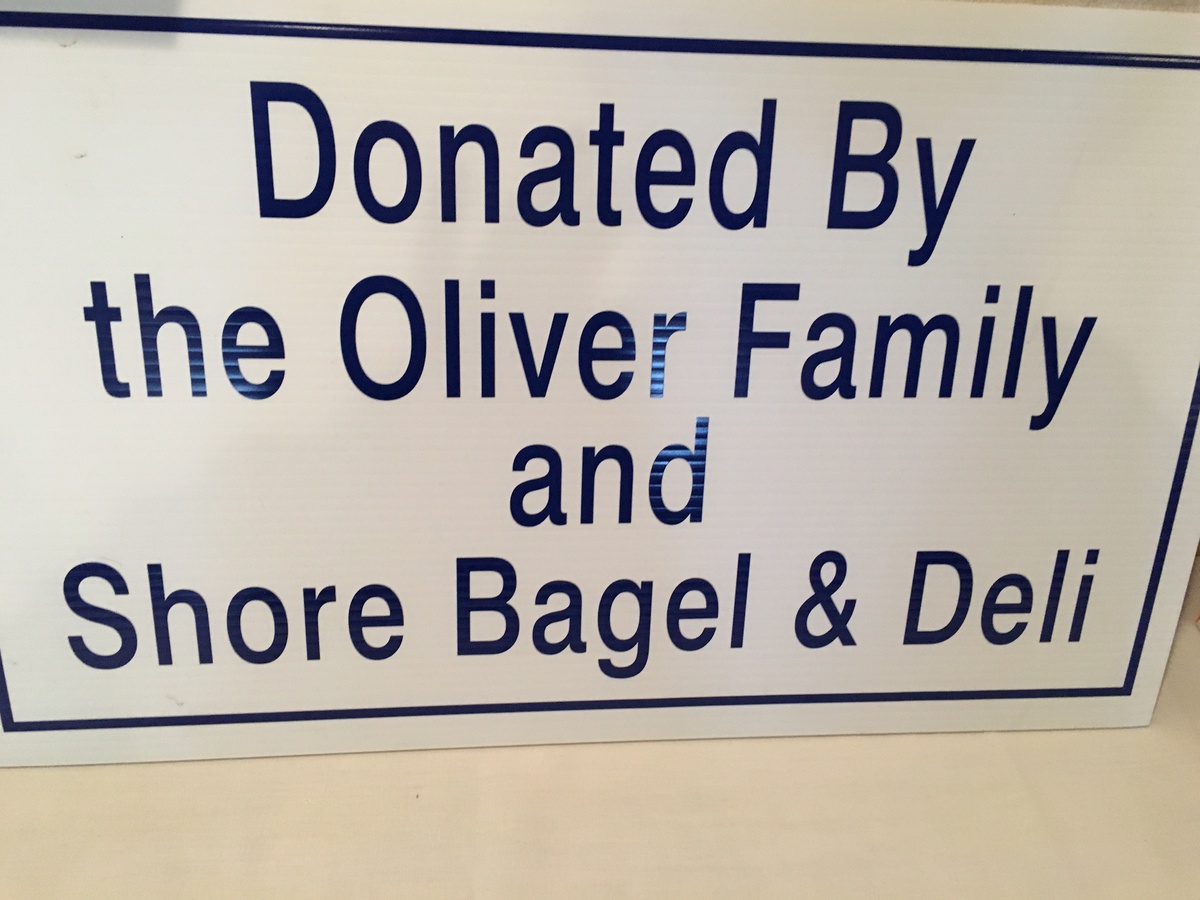 Donated By
the Oliver Family
and
Shore Bagel & Deli